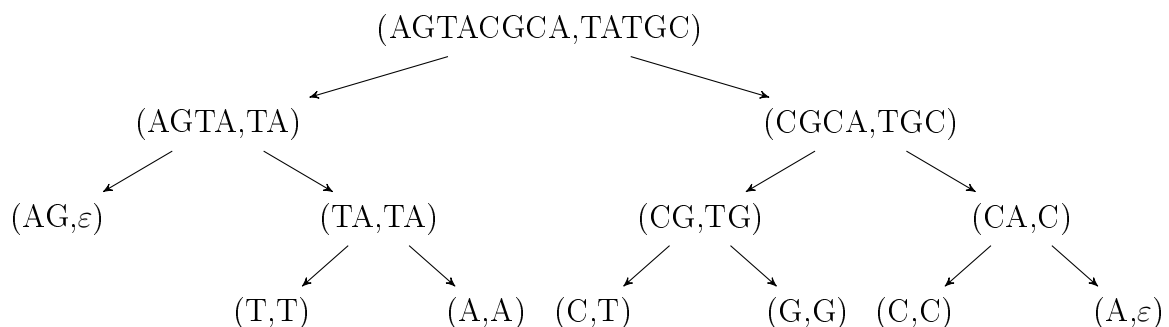 (AGTACGCA,TATGC)
(AGTA,TA) (CGCA,TGC)
(AG,ε) (TA,TA) (CG,TG) (CA,C)
(T,T) (A,A) (C,T) (G,G) (C,C) (A,ε)